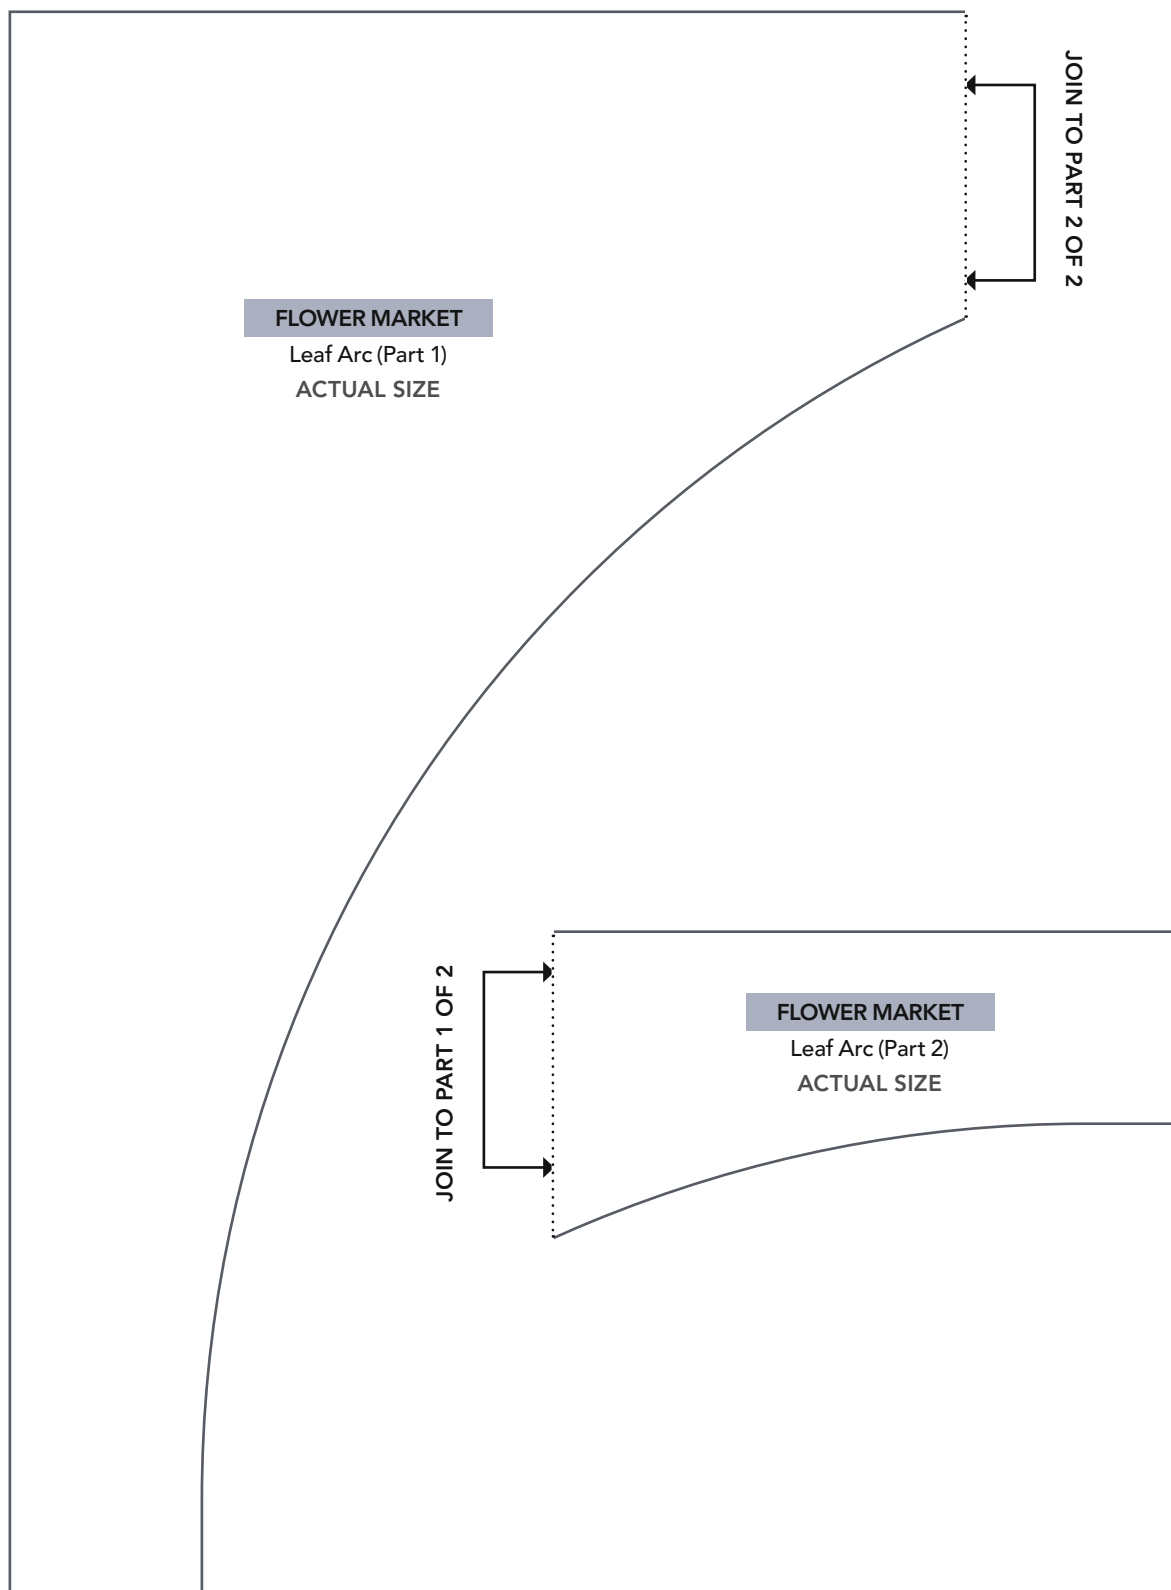 JOIN TO PART 2 OF 2
FLOWER MARKET
Leaf Arc (Part 1)
ACTUAL SIZE
JOIN TO PART 1 OF 2
FLOWER MARKET
Leaf Arc (Part 2)
ACTUAL SIZE